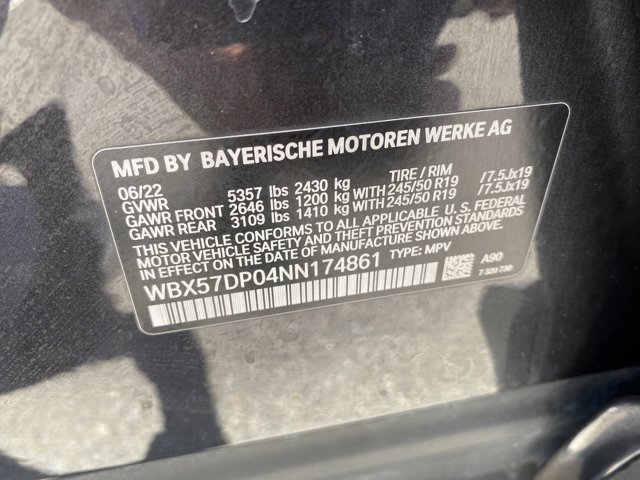 MFD BY BAYERISCHE MOTOREN WERKE AG
06/22 TIRE / RIM
GVWR 5357 lbs 2430 kg
GAWR FRONT 2646 lbs 1200 kg WITH 245/50 R19 /7.5Jx19
GAWR REAR 3109 lbs 1410 kg WITH 245/50 R19 /7.5Jx19
THIS VEHICLE CONFORMS TO ALL APPLICABLE U.S. FEDERAL
MOTOR VEHICLE SAFETY AND THEFT PREVENTION STANDARDS
IN EFFECT ON THE DATE OF MANUFACTURE SHOWN ABOVE.
WBX57DP04NN174861 TYPE: MPV
A90
7 320 730